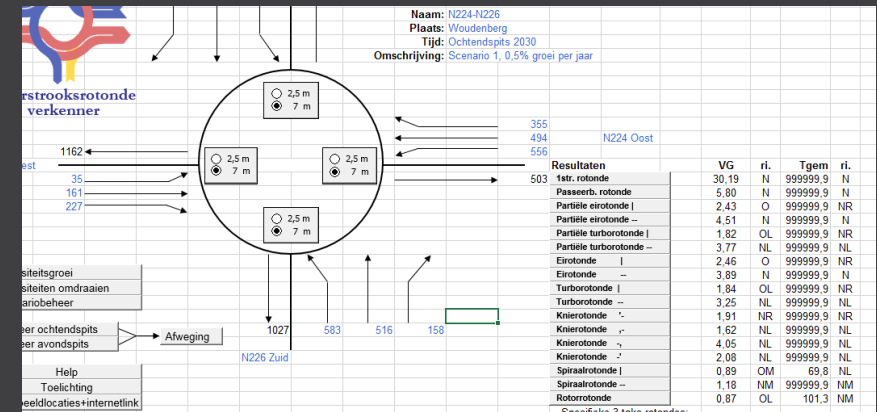 Naam: N224-N226
Plaats: Woudenberg
Tijd: Ochtendspits 2030
Omschrijving: Scenario 1, 0,5% groei per jaar
rstrooksrotonde
verkenner
2,5 m
7 m
355
494 N224 Oost
556
1162
2,5 m
7 m
2,5 m
7 m
est
35
161
227
503
Resultaten VG ri. Tgem ri.
1str. rotonde 30,19 N 999999,9 N
Passeerb. rotonde 5,80 N 999999,9 N
Partiële eirotonde | 2,43 O 999999,9 NR
Partiële eirotonde -- 4,51 N 999999,9 N
Partiële turborotonde | 1,82 OL 999999,9 NR
Partiële turborotonde -- 3,77 NL 999999,9 NL
Eirotonde | 2,46 O 999999,9 NR
Eirotonde -- 3,89 N 999999,9 N
Turborotonde | 1,84 OL 999999,9 NR
Turborotonde -- 3,25 NL 999999,9 NL
Knierotonde '- 1,91 NR 999999,9 NR
Knierotonde ,- 1,62 NL 999999,9 NL
Knierotonde -, 4,05 NL 999999,9 NL
Knierotonde -' 2,08 NL 999999,9 NL
Spiraalrotonde | 0,89 OM 69,8 NL
Spiraalrotonde -- 1,18 NM 999999,9 NM
Rotorrotonde 0,87 OL 101,3 NM
2,5 m
7 m
siteitsgroei
siteiten omdraaien
ariobeheer
eer ochtendspits
eer avondspits
Afweging
1027 583 516 158
N226 Zuid
Help
Toelichting
beeldlocaties+internetlink
Specifieke 3-taks rotondes: